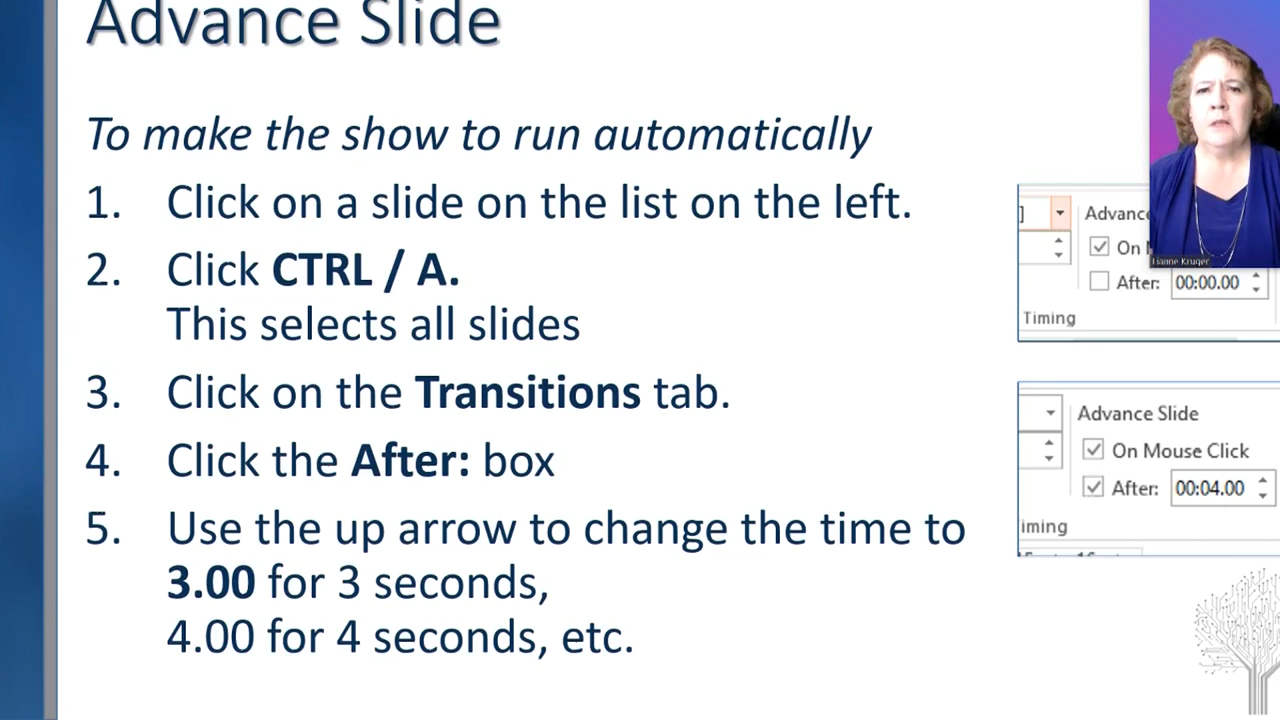 Advance Slide
To make the show to run automatically
1. Click on a slide on the list on the left.
2. Click CTRL / A.
This selects all slides
3. Click on the Transitions tab.
4. Click the After: box
5. Use the up arrow to change the time to
3.00 for 3 seconds,
4.00 for 4 seconds, etc.
Advanc
On
After: 00:00.00
Timing
Advance Slide
On Mouse Click
After: 00:04.00
iming
Lianne Kruger